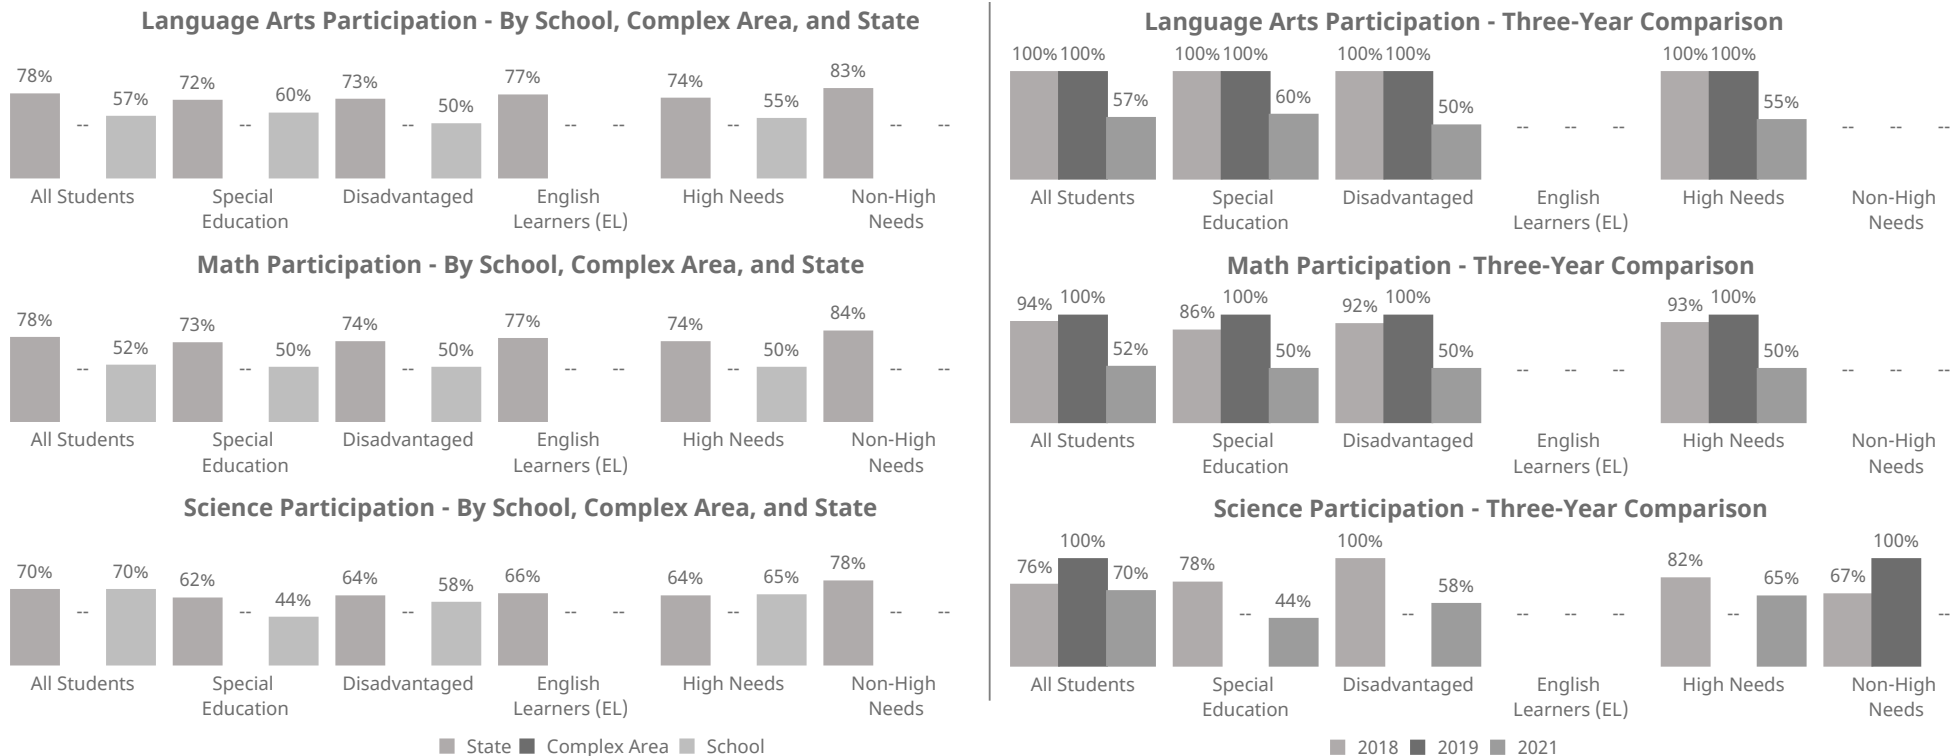 Language Arts Participation - By School, Complex Area, and State
78% -- 57% 72% -- 60% 73% -- 50% 77% -- -- 74% -- 55% 83% -- --
All Students Special Disadvantaged English High Needs Non-High
Education Learners (EL) Needs
Math Participation - By School, Complex Area, and State
78% -- 52% 73% -- 50% 74% -- 50% 77% -- -- 74% -- 50% 84% -- --
All Students Special Disadvantaged English High Needs Non-High
Education Learners (EL) Needs
Science Participation - By School, Complex Area, and State
70% -- 70% 62% -- 44% 64% -- 58% 66% -- -- 64% -- 65% 78% -- --
All Students Special Disadvantaged English High Needs Non-High
Education Learners (EL) Needs
State Complex Area School
Language Arts Participation - Three-Year Comparison
100% 100% 57% 100% 100% 60% 100% 100% 50% -- -- -- 100% 100% 55% -- -- --
All Students Special Disadvantaged English High Needs Non-High
Education Learners (EL) Needs
Math Participation - Three-Year Comparison
94% 100% 52% 86% 100% 50% 92% 100% 50% -- -- -- 93% 100% 50% -- -- --
All Students Special Disadvantaged English High Needs Non-High
Education Learners (EL) Needs
Science Participation - Three-Year Comparison
76% 100% 70% 78% -- 44% 100% -- 58% -- -- -- 82% -- 65% 67% 100% --
All Students Special Disadvantaged English High Needs Non-High
Education Learners (EL) Needs
2018 2019 2021